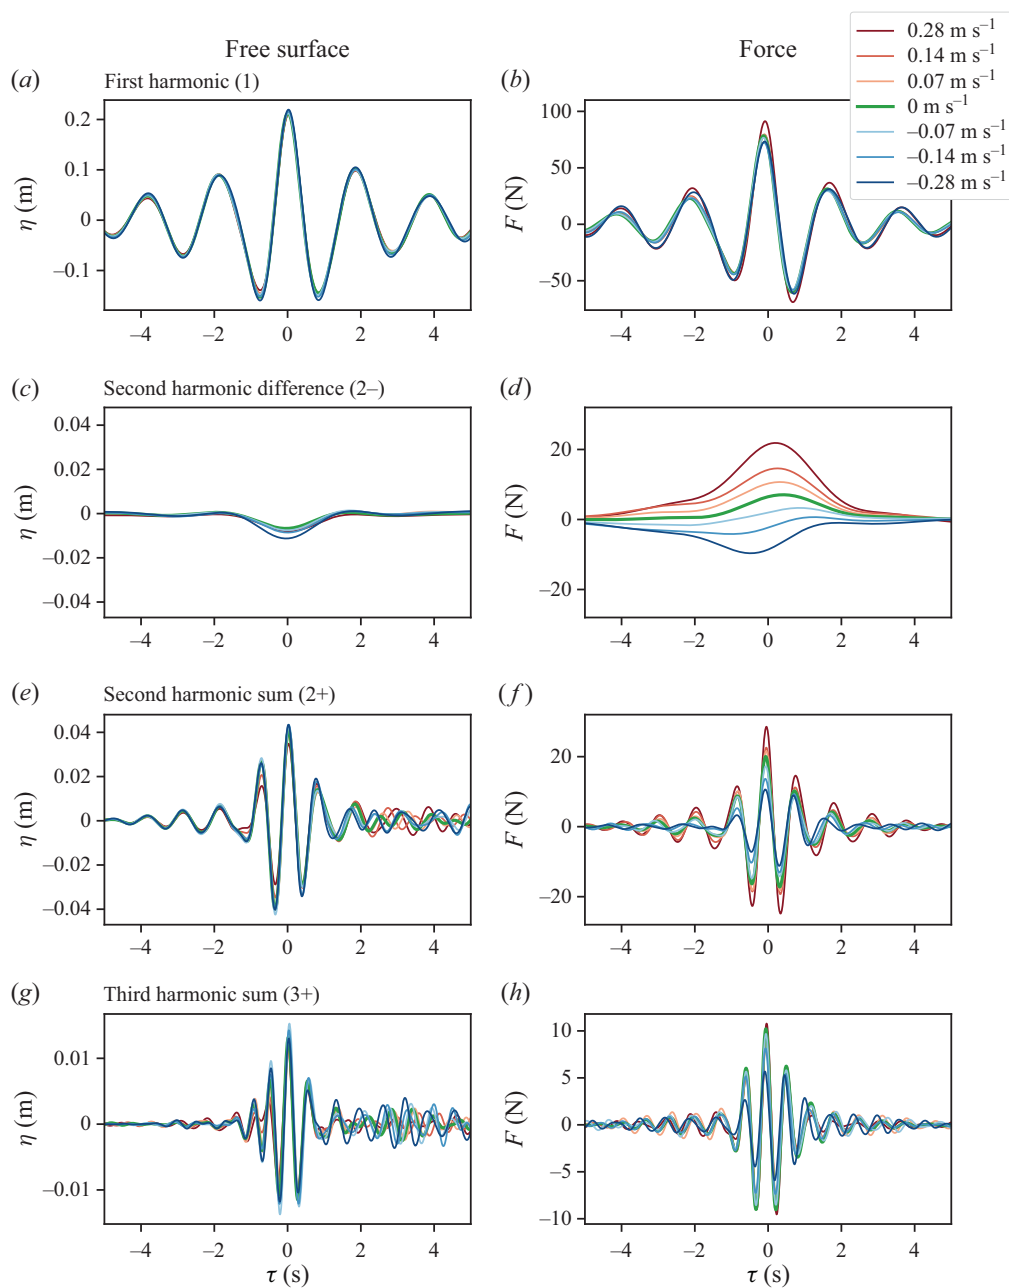 Free surface
Force
0.28 m s⁻¹
0.14 m s⁻¹
0.07 m s⁻¹
0 m s⁻¹
–0.07 m s⁻¹
–0.14 m s⁻¹
–0.28 m s⁻¹
(a) First harmonic (1)
(b)
η (m)
0.2
0.1
0
–0.1
–4 –2 0 2 4
F (N)
100
50
0
–50
–4 –2 0 2 4
(c) Second harmonic difference (2–)
(d)
η (m)
0.04
0.02
0
–0.02
–0.04
–4 –2 0 2 4
F (N)
20
0
–20
–4 –2 0 2 4
(e) Second harmonic sum (2+)
(f)
η (m)
0.04
0.02
0
–0.02
–0.04
–4 –2 0 2 4
F (N)
20
0
–20
–4 –2 0 2 4
(g) Third harmonic sum (3+)
(h)
η (m)
0.01
0
–0.01
–4 –2 0 2 4
τ (s)
F (N)
10
5
0
–5
–10
–4 –2 0 2 4
τ (s)